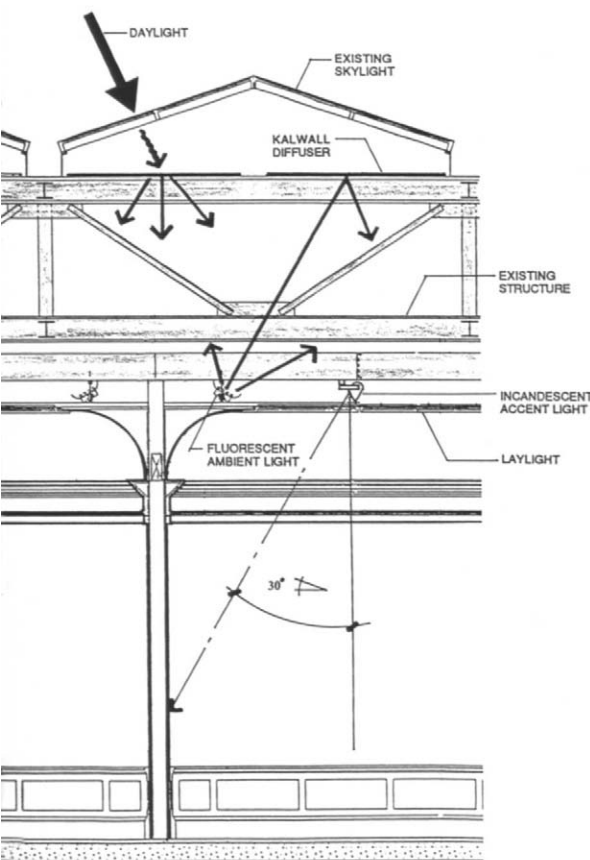 DAYLIGHT
EXISTING
SKYLIGHT
KALWALL
DIFFUSER
EXISTING
STRUCTURE
INCANDESCENT
ACCENT LIGHT
FLUORESCENT
AMBIENT LIGHT
LAYLIGHT
30°